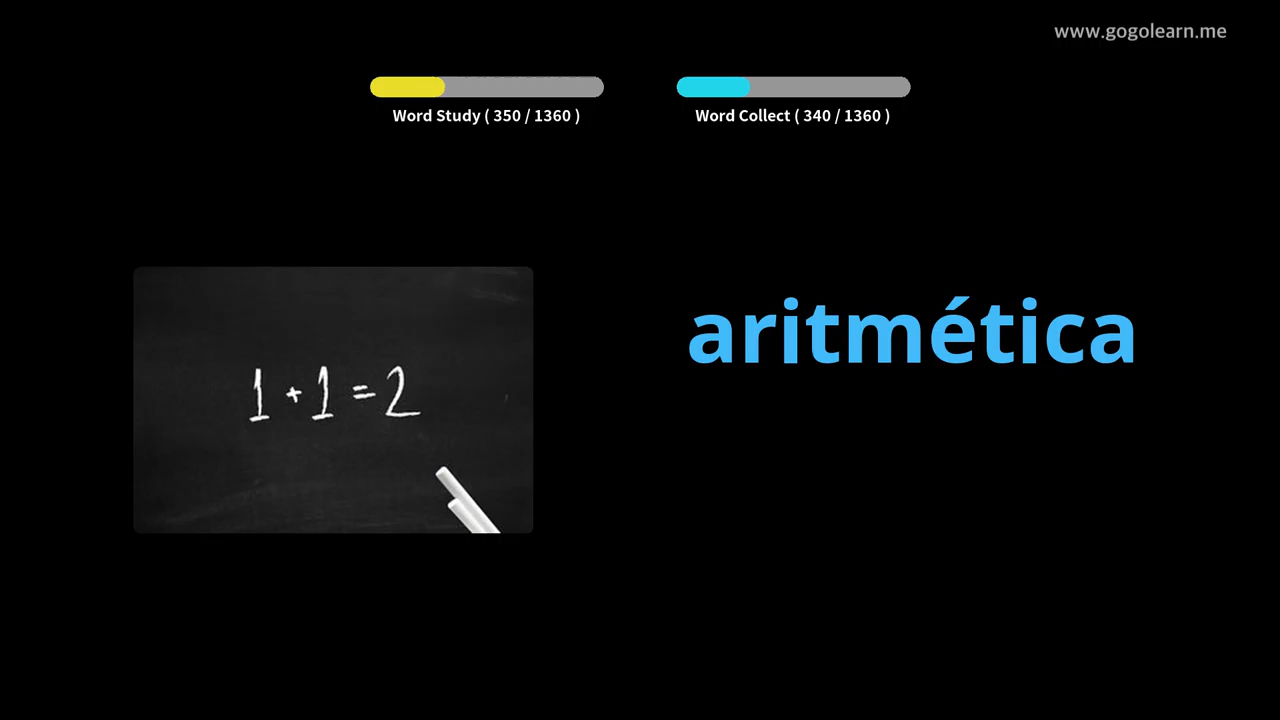 www.gogolearn.me
Word Study ( 350 / 1360 )
Word Collect ( 340 / 1360 )
aritmética
1 + 1 = 2